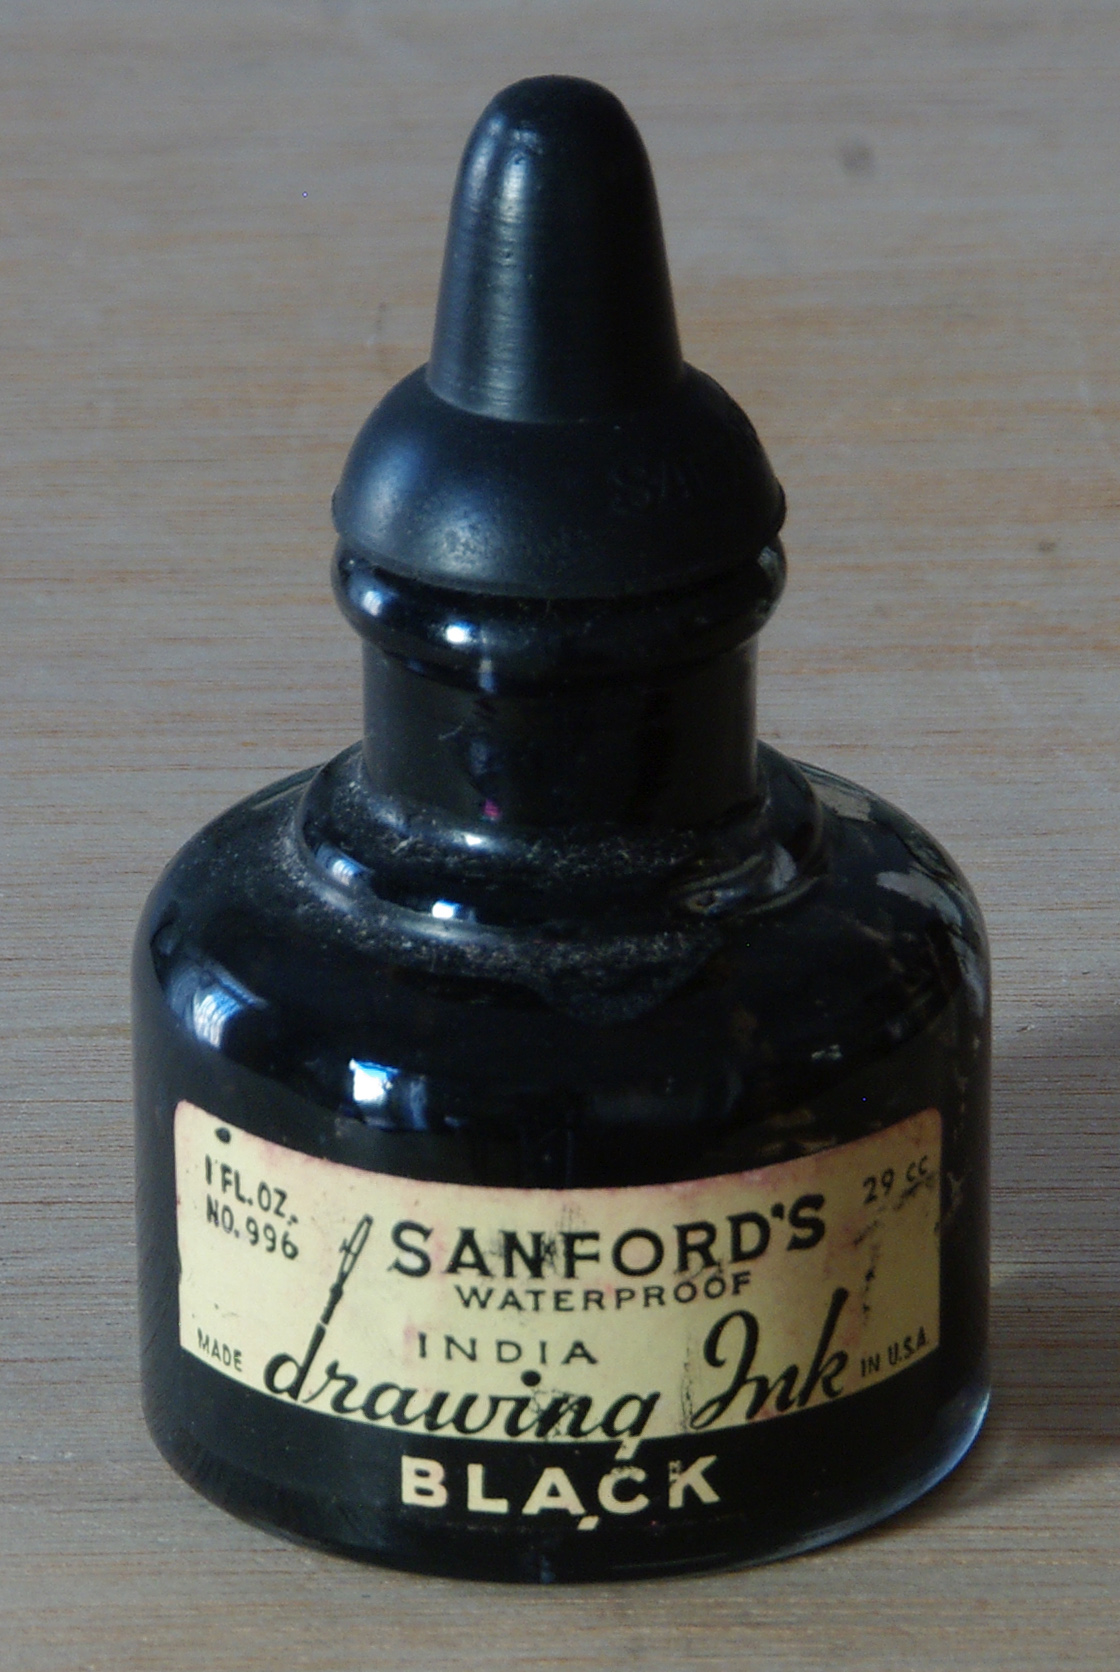 1 FL. OZ.
NO. 996
29 cc
SANFORD'S
WATERPROOF
INDIA
MADE
drawing Ink
IN U.S.A.
BLACK